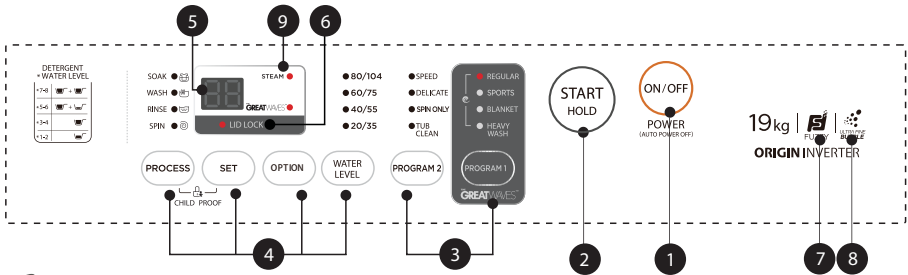 5
9
6
DETERGENT
* WATER LEVEL
*7-8 +
*5-6 +
*3-4
*1-2
SOAK
WASH
RINSE
SPIN
88
STEAM
GREATWAVES
LID LOCK
80/104
60/75
40/55
20/35
SPEED
DELICATE
SPIN ONLY
TUB
CLEAN
REGULAR
SPORTS
BLANKET
HEAVY
WASH
PROCESS
SET
OPTION
WATER
LEVEL
PROGRAM 2
PROGRAM 1
CHILD PROOF
GREATWAVES
START
HOLD
ON/OFF
POWER
(AUTO POWER OFF)
19kg
FUZZY
ULTRA FINE
BUBBLE
ORIGIN INVERTER
4
3
2
1
7
8